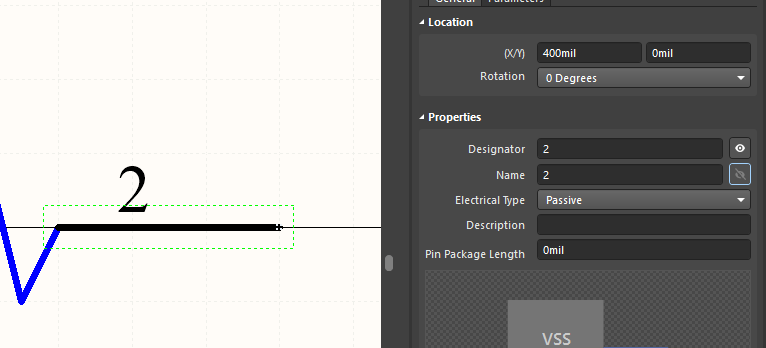 General Parameters
Location
(X/Y) 400mil 0mil
Rotation 0 Degrees
Properties
Designator 2
Name 2
Electrical Type Passive
Description
Pin Package Length 0mil
VSS
2